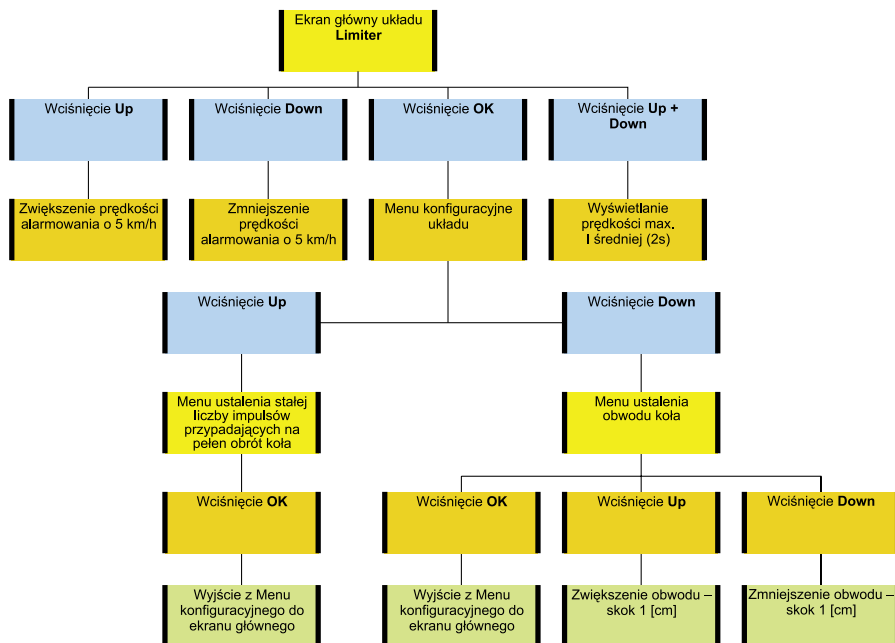 Ekran główny układu
Limiter
Wciśnięcie Up
Wciśnięcie Down
Wciśnięcie OK
Wciśnięcie Up +
Down
Zwiększenie prędkości
alarmowania o 5 km/h
Zmniejszenie
prędkości
alarmowania o 5 km/h
Menu konfiguracyjne
układu
Wyświetlanie
prędkości max.
I średniej (2s)
Wciśnięcie Up
Wciśnięcie Down
Menu ustalenia stałej
liczby impulsów
przypadających na
pełen obrót koła
Menu ustalenia
obwodu koła
Wciśnięcie OK
Wciśnięcie OK
Wciśnięcie Up
Wciśnięcie Down
Wyjście z Menu
konfiguracyjnego do
ekranu głównego
Wyjście z Menu
konfiguracyjnego do
ekranu głównego
Zwiększenie obwodu –
skok 1 [cm]
Zmniejszenie obwodu –
skok 1 [cm]